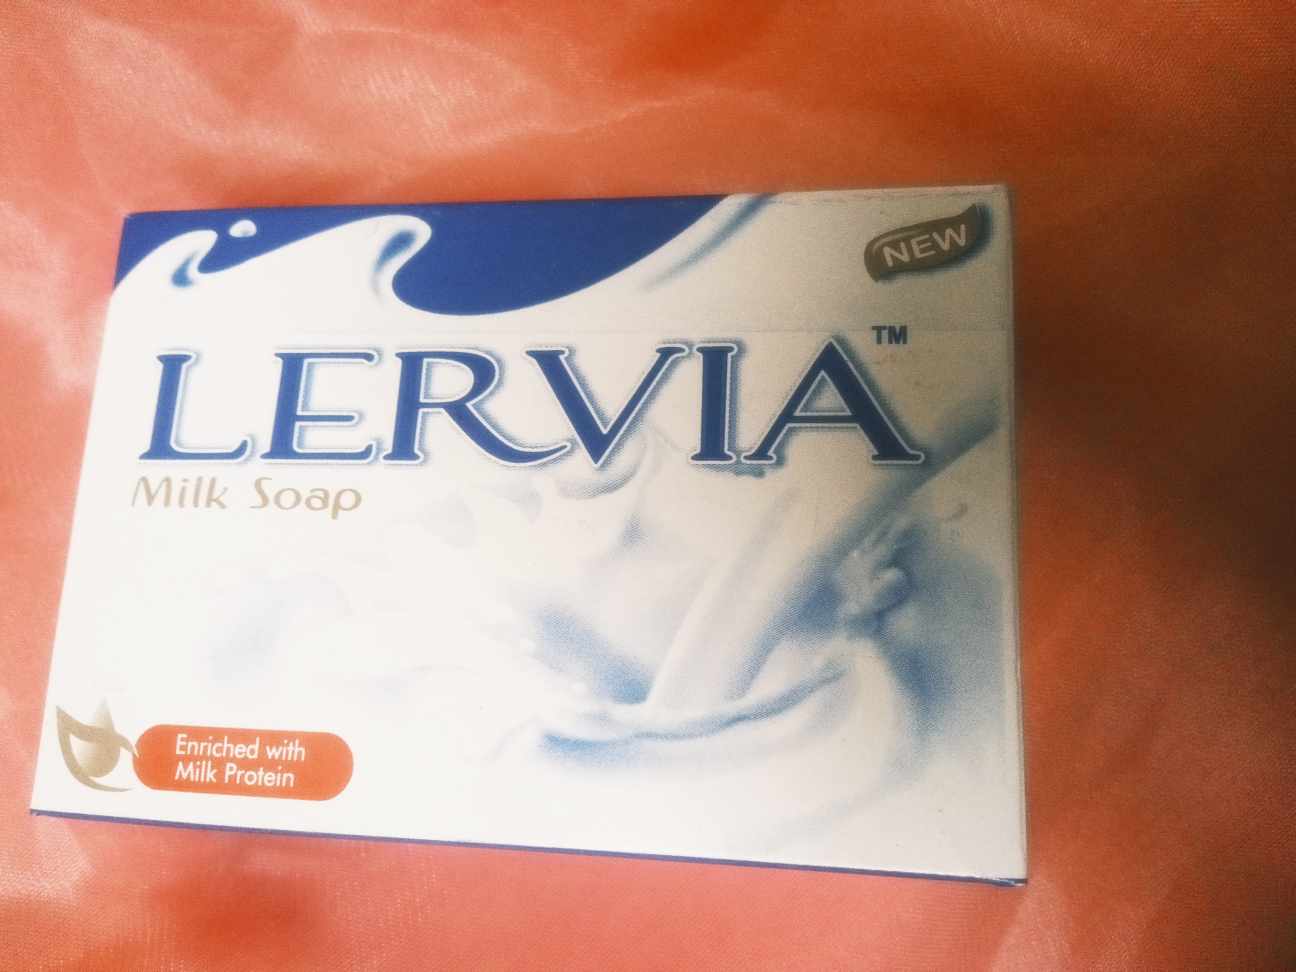 NEW
LERVIA™
Milk Soap
Enriched with
Milk Protein